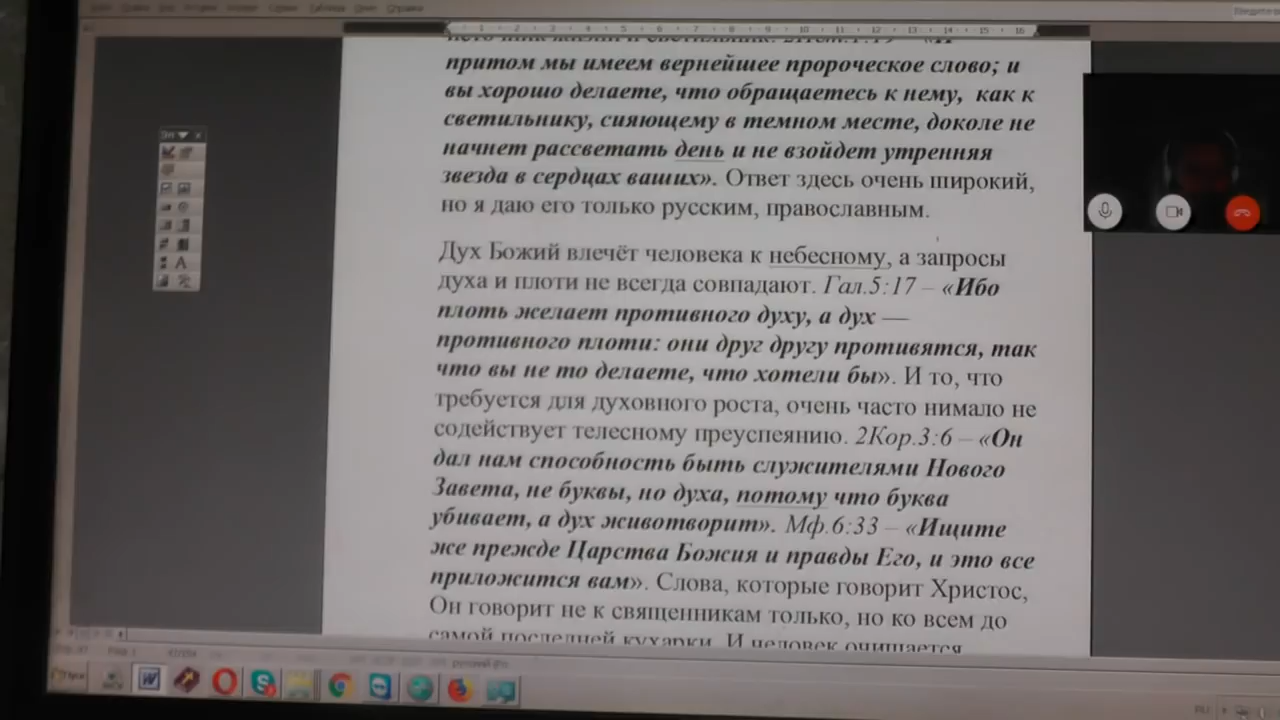 притом мы имеем вернейшее пророческое слово; и
вы хорошо делаете, что обращаетесь к нему, как к
светильнику, сияющему в темном месте, доколе не
начнет рассветать день и не взойдет утренняя
звезда в сердцах ваших». Ответ здесь очень широкий,
но я даю его только русским, православным.
Дух Божий влечёт человека к небесному, а запросы
духа и плоти не всегда совпадают. Гал.5:17 – «Ибо
плоть желает противного духу, а дух —
противного плоти: они друг другу противятся, так
что вы не то делаете, что хотели бы». И то, что
требуется для духовного роста, очень часто нимало не
содействует телесному преуспеянию. 2Кор.3:6 – «Он
дал нам способность быть служителями Нового
Завета, не буквы, но духа, потому что буква
убивает, а дух животворит». Мф.6:33 – «Ищите
же прежде Царства Божия и правды Его, и это все
приложится вам». Слова, которые говорит Христос,
Он говорит не к священникам только, но ко всем до
самой последней кухарки. И человек очищается